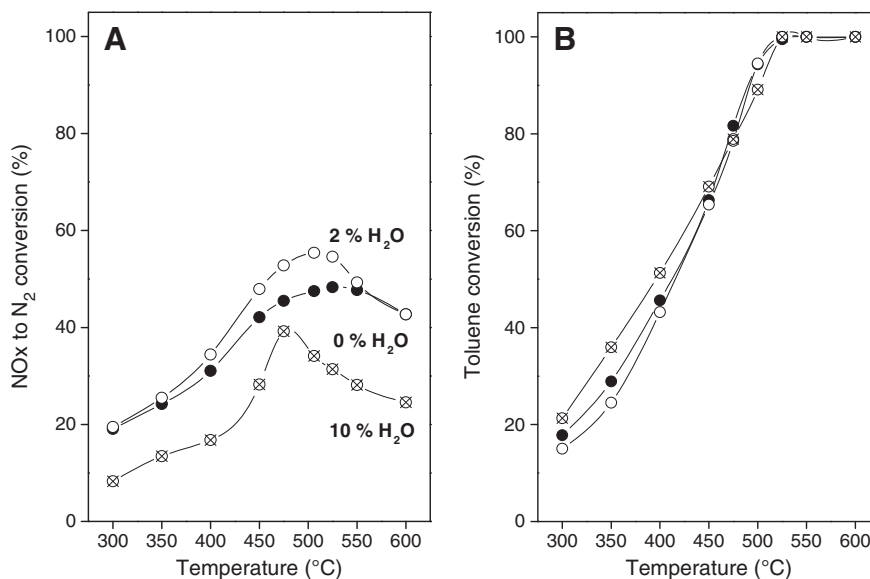 A
NOx to N2 conversion (%)
100
80
60
40
20
0
2 % H2O
0 % H2O
10 % H2O
300 350 400 450 500 550 600
Temperature (°C)
B
Toluene conversion (%)
100
80
60
40
20
0
300 350 400 450 500 550 600
Temperature (°C)